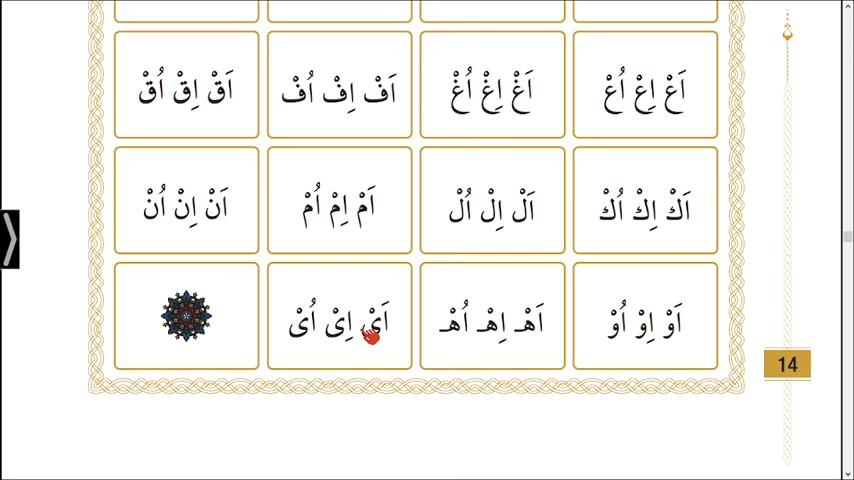 اَعْ اِعْ اُعْ اَغْ اِغْ اُغْ اَفْ اِفْ اُفْ اَقْ اِقْ اُقْ
اَكْ اِكْ اُكْ اَلْ اِلْ اُلْ اَمْ اِمْ اُمْ اَنْ اِنْ اُنْ
اَوْ اِوْ اُوْ اَهْـ اِهْـ اُهْـ اَىْ اِىْ اُىْ
14